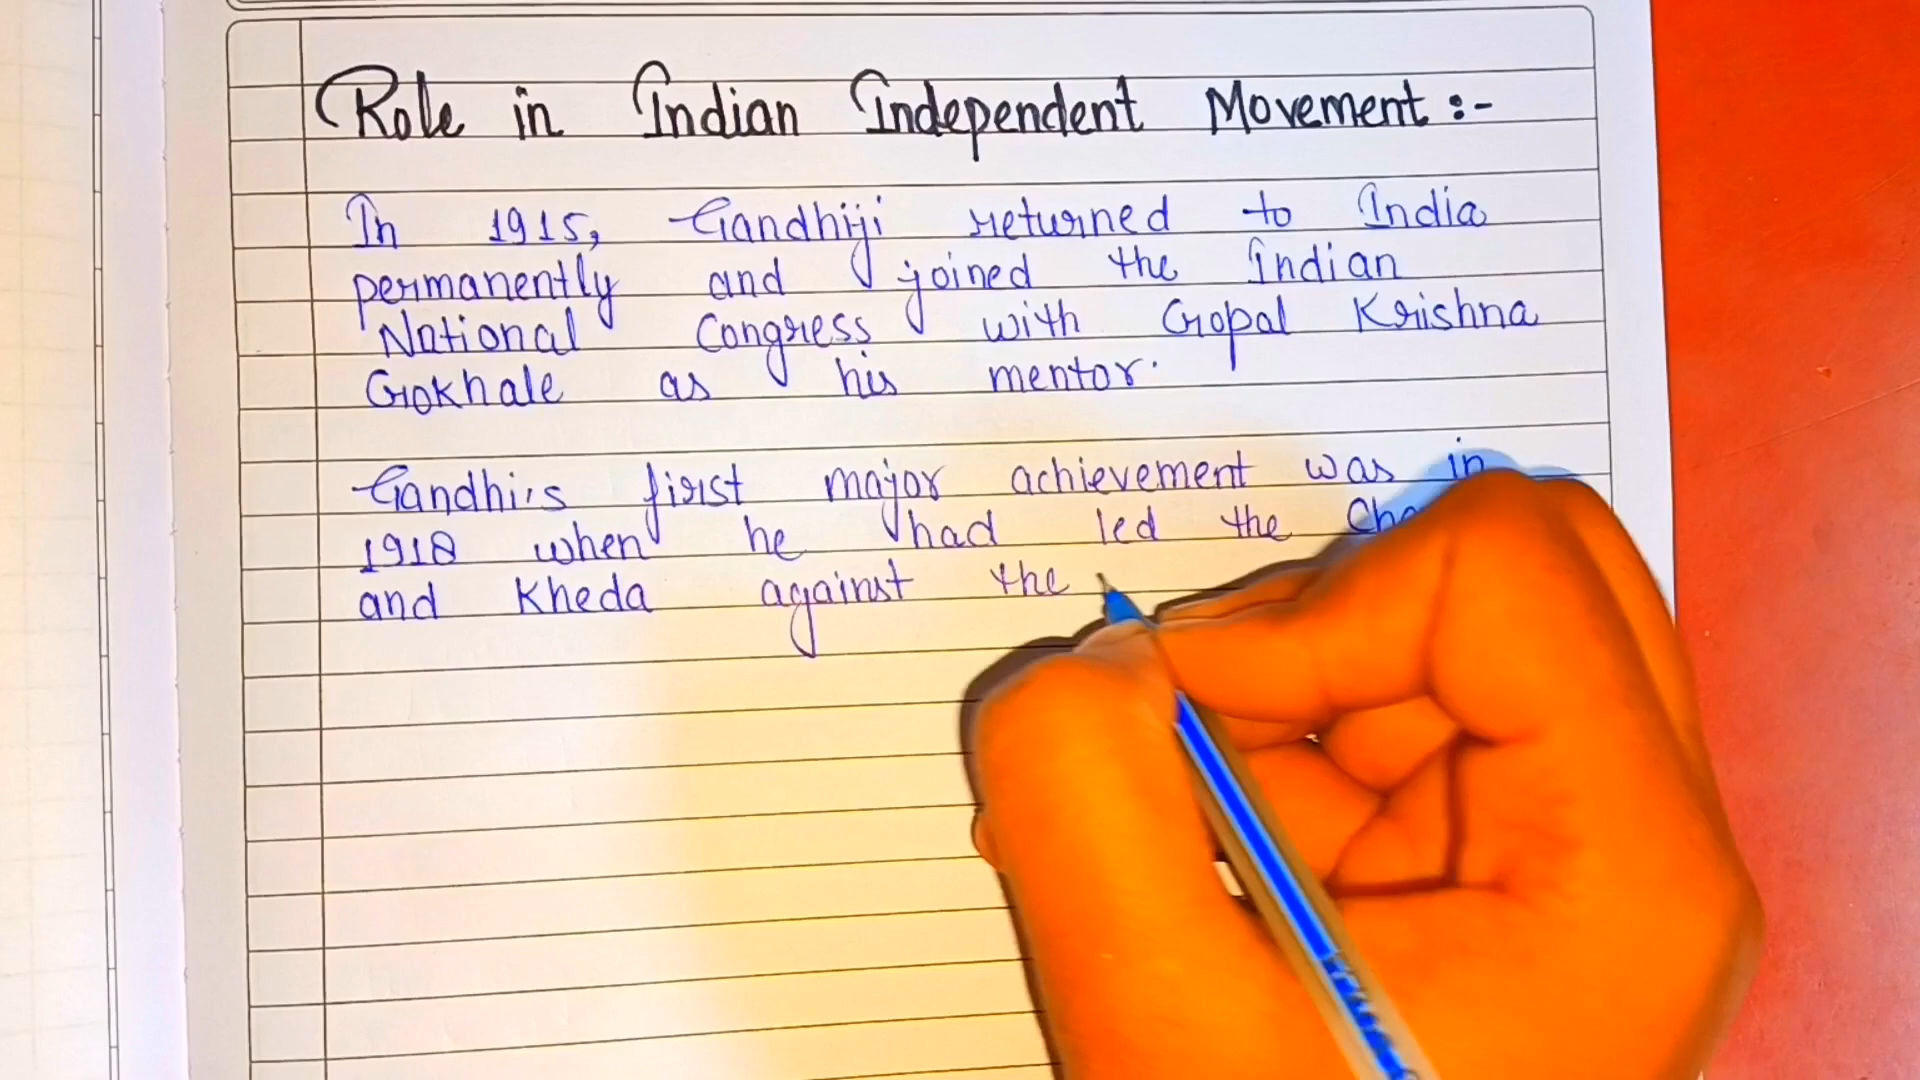 Role in Indian Independent Movement :-
In 1915, Gandhiji returned to India
permanently and joined the Indian
National Congress with Gopal Krishna
Gokhale as his mentor.
Gandhi's first major achievement was in
1918 when he had led the
and Kheda against the